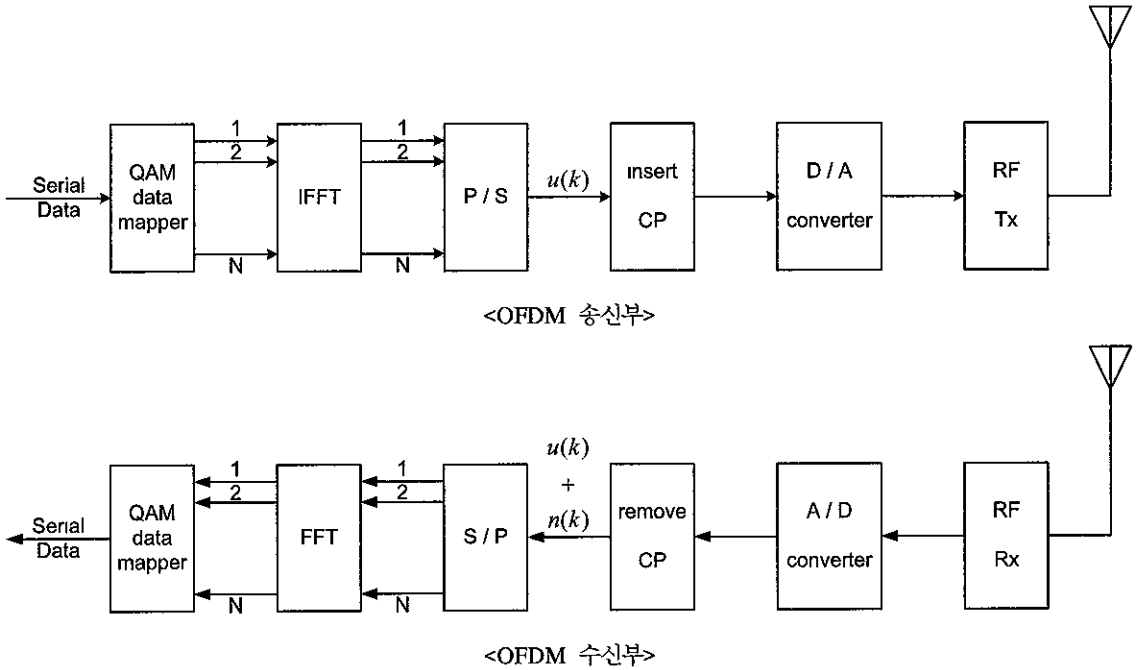 Serial
Data
QAM
data
mapper
1
2
N
IFFT
1
2
N
P / S
u(k)
insert
CP
D / A
converter
RF
Tx
<OFDM 송신부>
Serial
Data
QAM
data
mapper
1
2
N
FFT
1
2
N
S / P
u(k)
+
n(k)
remove
CP
A / D
converter
RF
Rx
<OFDM 수신부>